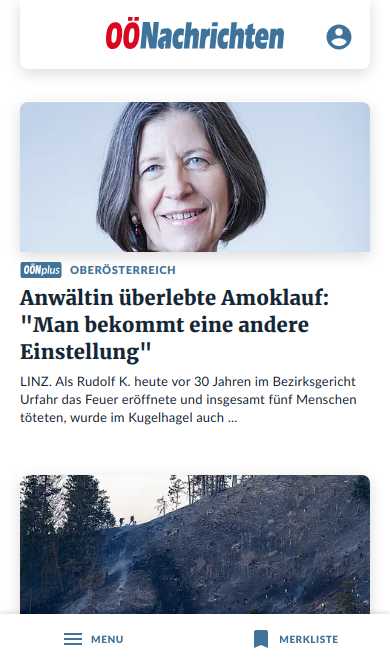 OÖNachrichten
OÖNplus OBERÖSTERREICH
Anwältin überlebte Amoklauf:
"Man bekommt eine andere
Einstellung"
LINZ. Als Rudolf K. heute vor 30 Jahren im Bezirksgericht
Urfahr das Feuer eröffnete und insgesamt fünf Menschen
töteten, wurde im Kugelhagel auch ...
MENU
MERKLISTE